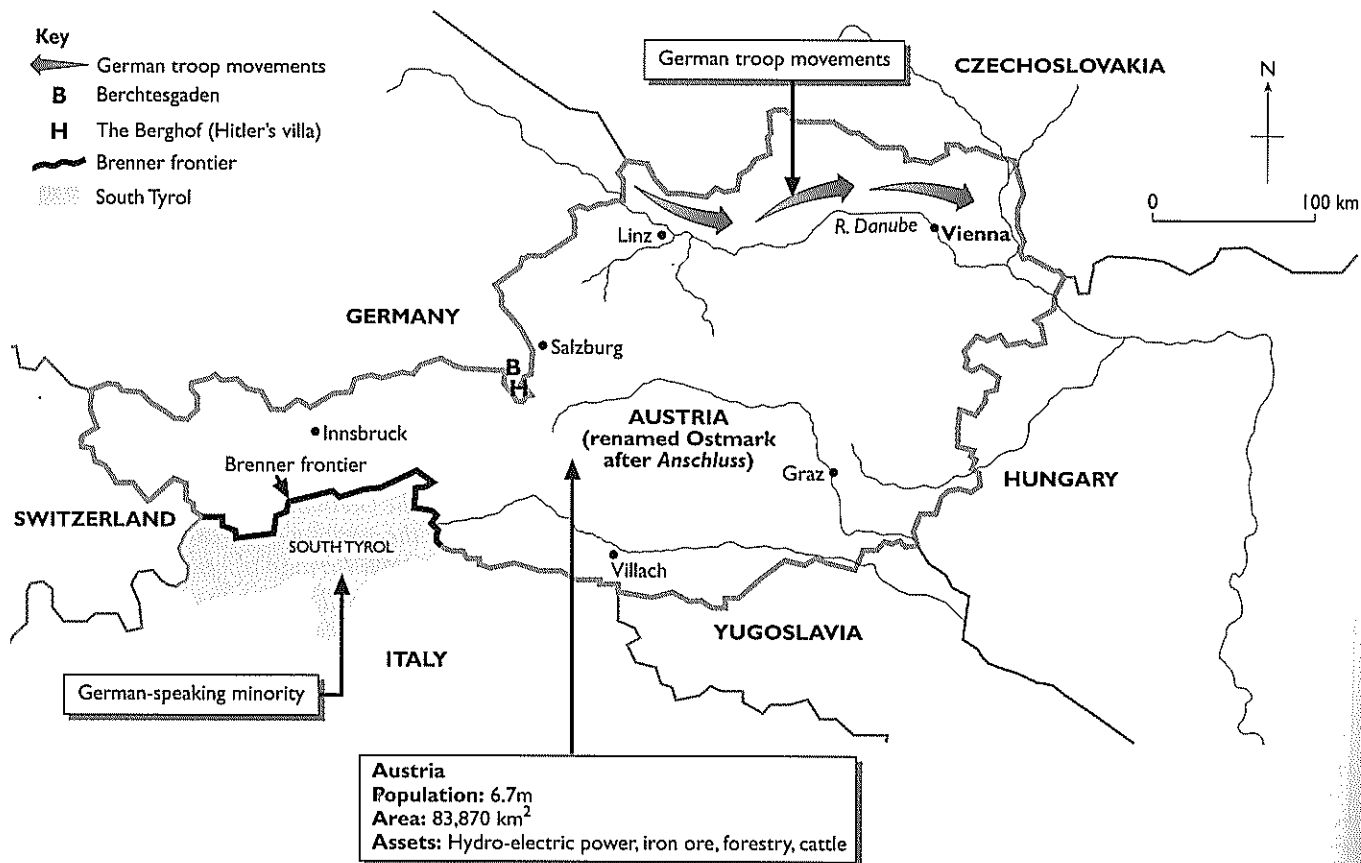 Key
German troop movements
B Berchtesgaden
H The Berghof (Hitler's villa)
Brenner frontier
South Tyrol
German troop movements
CZECHOSLOVAKIA
N
0 100 km
Linz
R. Danube
Vienna
GERMANY
Salzburg
B
H
Innsbruck
Brenner frontier
AUSTRIA
(renamed Ostmark
after Anschluss)
Graz
HUNGARY
SWITZERLAND
SOUTH TYROL
Villach
YUGOSLAVIA
ITALY
German-speaking minority
Austria
Population: 6.7m
Area: 83,870 km²
Assets: Hydro-electric power, iron ore, forestry, cattle